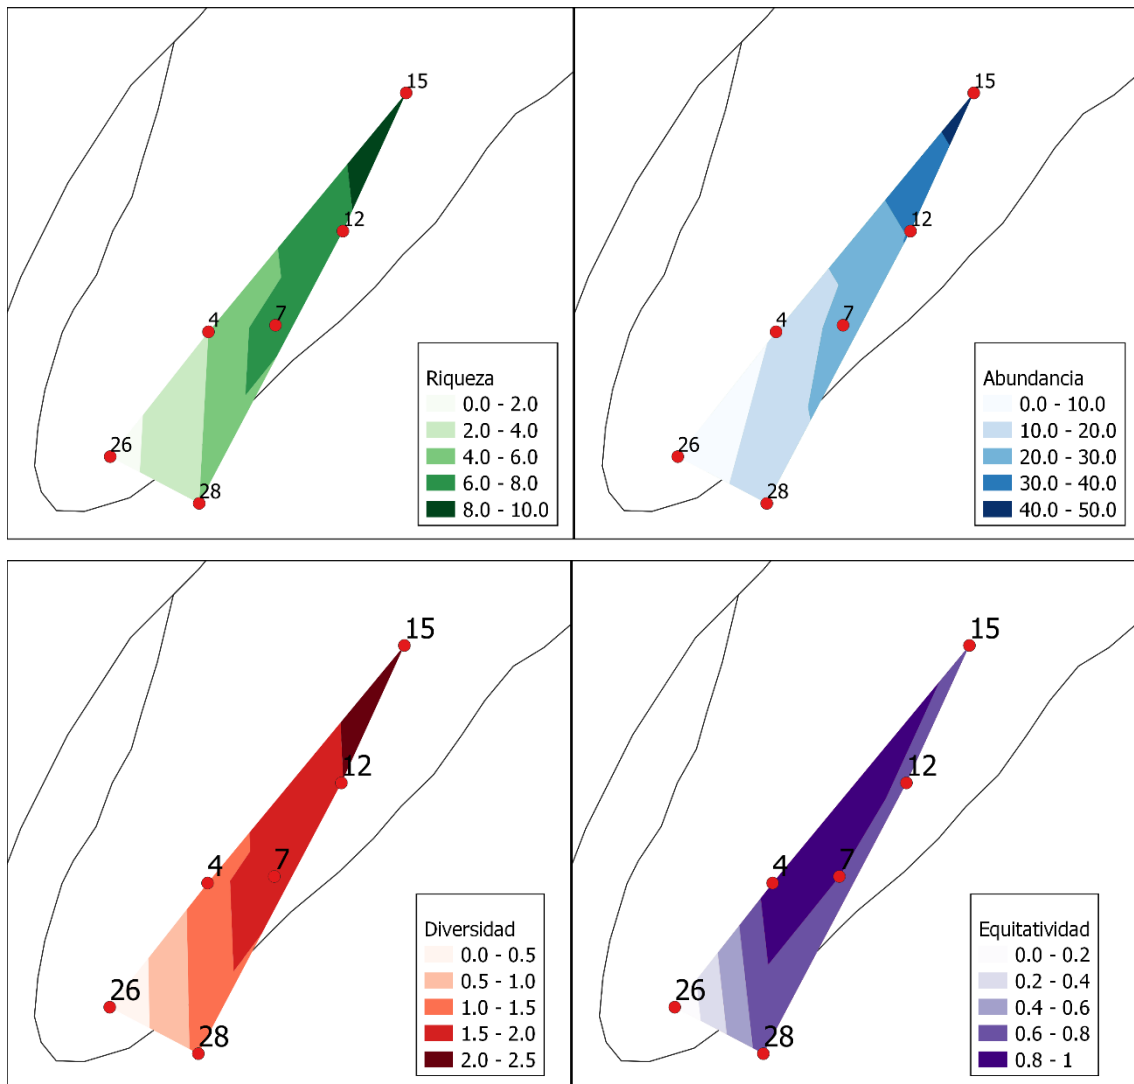 15
12
4
7
26
28
Riqueza
0.0 - 2.0
2.0 - 4.0
4.0 - 6.0
6.0 - 8.0
8.0 - 10.0
15
12
4
7
26
28
Abundancia
0.0 - 10.0
10.0 - 20.0
20.0 - 30.0
30.0 - 40.0
40.0 - 50.0
15
12
4
7
26
28
Diversidad
0.0 - 0.5
0.5 - 1.0
1.0 - 1.5
1.5 - 2.0
2.0 - 2.5
15
12
4
7
26
28
Equitatividad
0.0 - 0.2
0.2 - 0.4
0.4 - 0.6
0.6 - 0.8
0.8 - 1